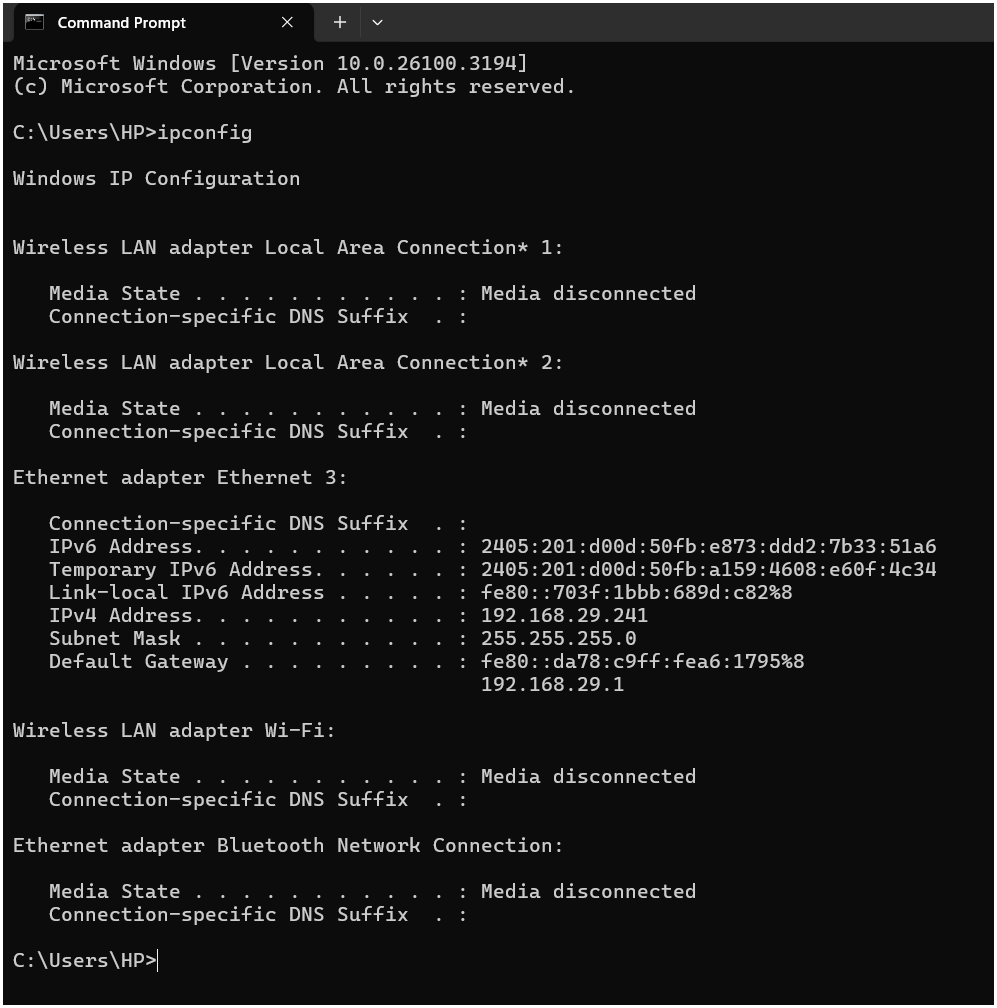 Command Prompt
Microsoft Windows [Version 10.0.26100.3194]
(c) Microsoft Corporation. All rights reserved.
C:\Users\HP>ipconfig
Windows IP Configuration
Wireless LAN adapter Local Area Connection* 1:
Media State . . . . . . . . . . . : Media disconnected
Connection-specific DNS Suffix  . :
Wireless LAN adapter Local Area Connection* 2:
Media State . . . . . . . . . . . : Media disconnected
Connection-specific DNS Suffix  . :
Ethernet adapter Ethernet 3:
Connection-specific DNS Suffix  . :
IPv6 Address. . . . . . . . . . . : 2405:201:d00d:50fb:e873:ddd2:7b33:51a6
Temporary IPv6 Address. . . . . . : 2405:201:d00d:50fb:a159:4608:e60f:4c34
Link-local IPv6 Address . . . . . : fe80::703f:1bbb:689d:c82%8
IPv4 Address. . . . . . . . . . . : 192.168.29.241
Subnet Mask . . . . . . . . . . . : 255.255.255.0
Default Gateway . . . . . . . . . : fe80::da78:c9ff:fea6:1795%8
192.168.29.1
Wireless LAN adapter Wi-Fi:
Media State . . . . . . . . . . . : Media disconnected
Connection-specific DNS Suffix  . :
Ethernet adapter Bluetooth Network Connection:
Media State . . . . . . . . . . . : Media disconnected
Connection-specific DNS Suffix  . :
C:\Users\HP>